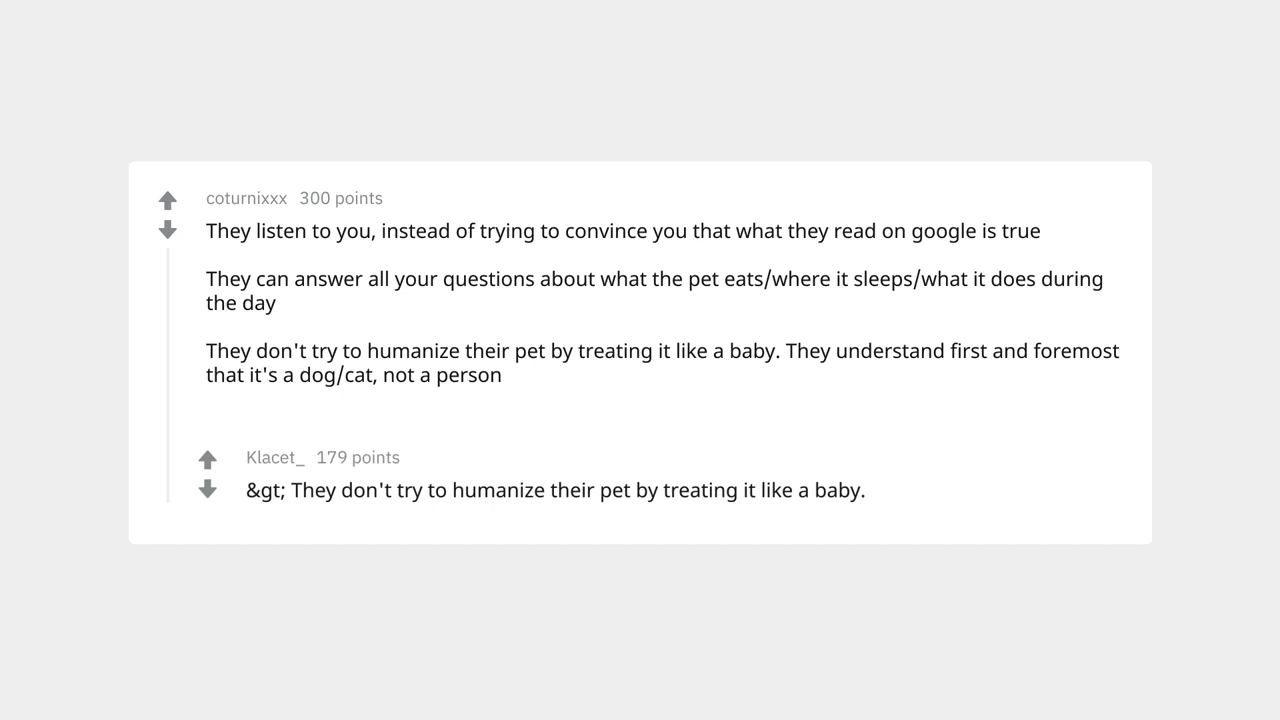 coturnixxx 300 points
They listen to you, instead of trying to convince you that what they read on google is true
They can answer all your questions about what the pet eats/where it sleeps/what it does during
the day
They don't try to humanize their pet by treating it like a baby. They understand first and foremost
that it's a dog/cat, not a person
Klacet_ 179 points
&gt; They don't try to humanize their pet by treating it like a baby.